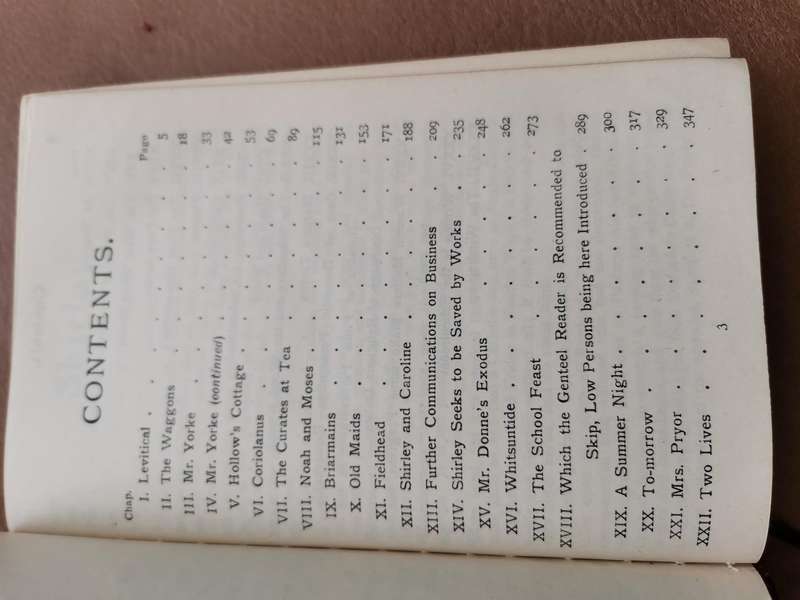 CONTENTS.
Chap. Page
I. Levitical . . . . . . . . . 5
II. The Waggons . . . . . . . 18
III. Mr. Yorke . . . . . . . . 33
IV. Mr. Yorke (continued) . . . . . 42
V. Hollow's Cottage . . . . . . 53
VI. Coriolanus . . . . . . . . 69
VII. The Curates at Tea . . . . . . 89
VIII. Noah and Moses . . . . . . 115
IX. Briarmains . . . . . . . . 131
X. Old Maids . . . . . . . . 153
XI. Fieldhead . . . . . . . . 171
XII. Shirley and Caroline . . . . . 188
XIII. Further Communications on Business . . 209
XIV. Shirley Seeks to be Saved by Works . . 235
XV. Mr. Donne's Exodus . . . . . 248
XVI. Whitsuntide . . . . . . . 262
XVII. The School Feast . . . . . . 273
XVIII. Which the Genteel Reader is Recommended to
Skip, Low Persons being here Introduced . 289
XIX. A Summer Night . . . . . . 300
XX. To-morrow . . . . . . . . 317
XXI. Mrs. Pryor . . . . . . . . 329
XXII. Two Lives . . . . . . . . 347
3